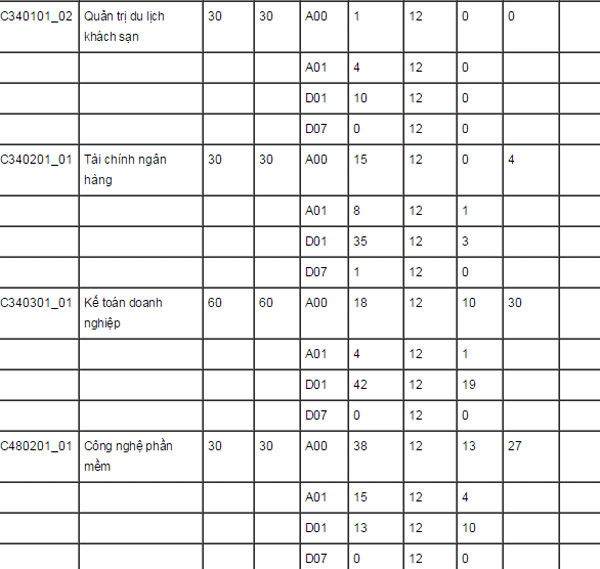 C340101_02 Quản trị du lịch 30 30 A00 1 12 0 0
khách sạn
A01 4 12 0
D01 10 12 0
D07 0 12 0
C340201_01 Tài chính ngân 30 30 A00 15 12 0 4
hàng
A01 8 12 1
D01 35 12 3
D07 1 12 0
C340301_01 Kế toán doanh 60 60 A00 18 12 10 30
nghiệp
A01 4 12 1
D01 42 12 19
D07 0 12 0
C480201_01 Công nghệ phần 30 30 A00 38 12 13 27
mềm
A01 15 12 4
D01 13 12 10
D07 0 12 0